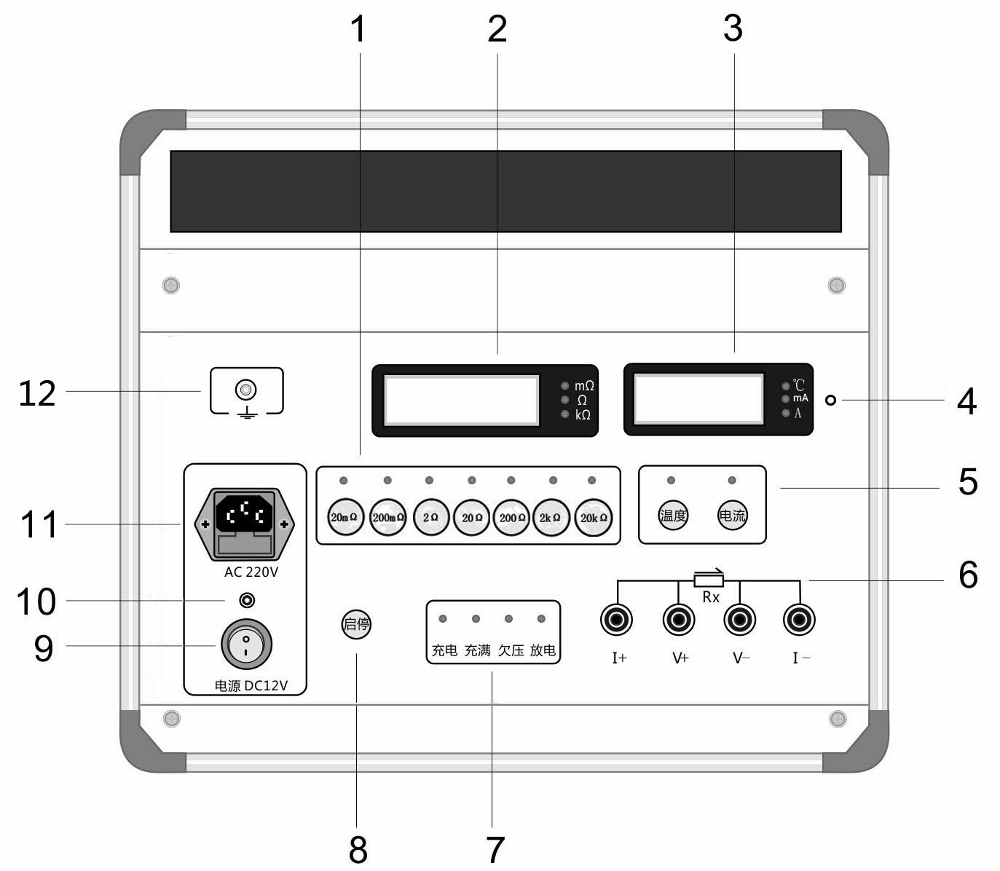 1 2 3
12
mΩ
Ω
kΩ
℃
mA
A
4
5
20mΩ 200mΩ 2Ω 20Ω 200Ω 2kΩ 20kΩ
温度 电流
11
AC 220V
6
Rx
10
9
启停
充电 充满 欠压 放电
I+ V+ V− I−
电源 DC12V
8 7